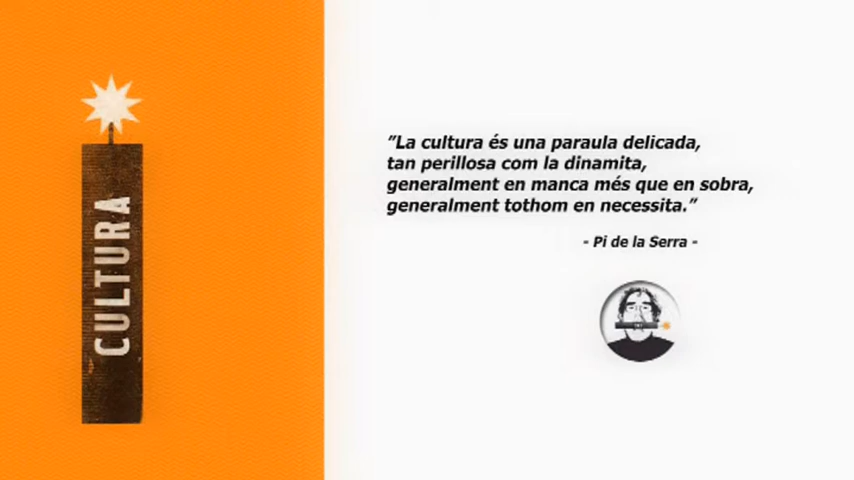 CULTURA
"La cultura és una paraula delicada,
tan perillosa com la dinamita,
generalment en manca més que en sobra,
generalment tothom en necessita."
- Pi de la Serra -